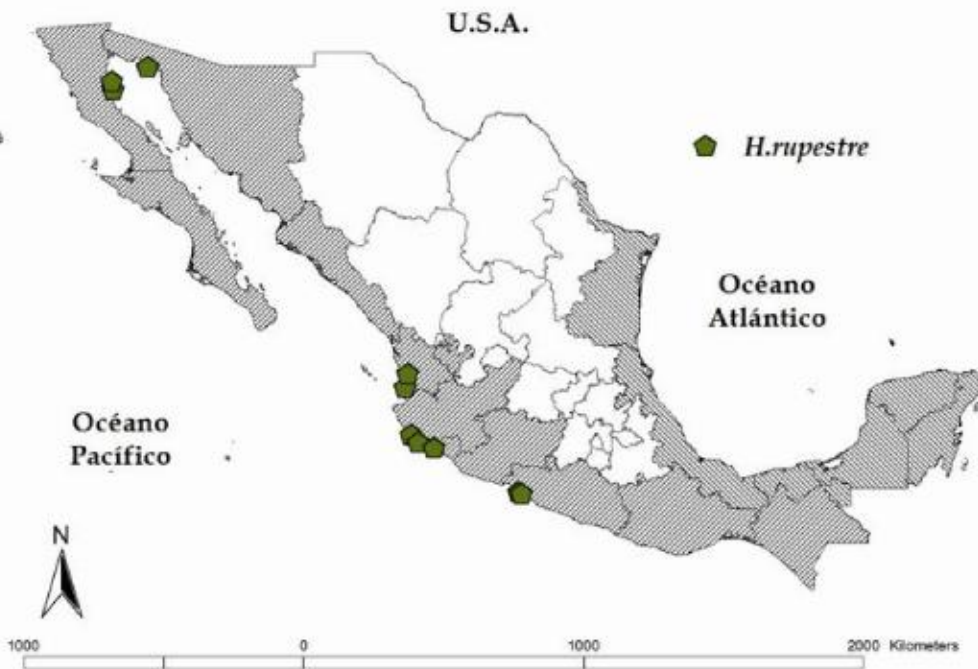 U.S.A.
H.rupestre
Océano
Atlántico
Océano
Pacífico
N
1000 0 1000 2000 Kilometers